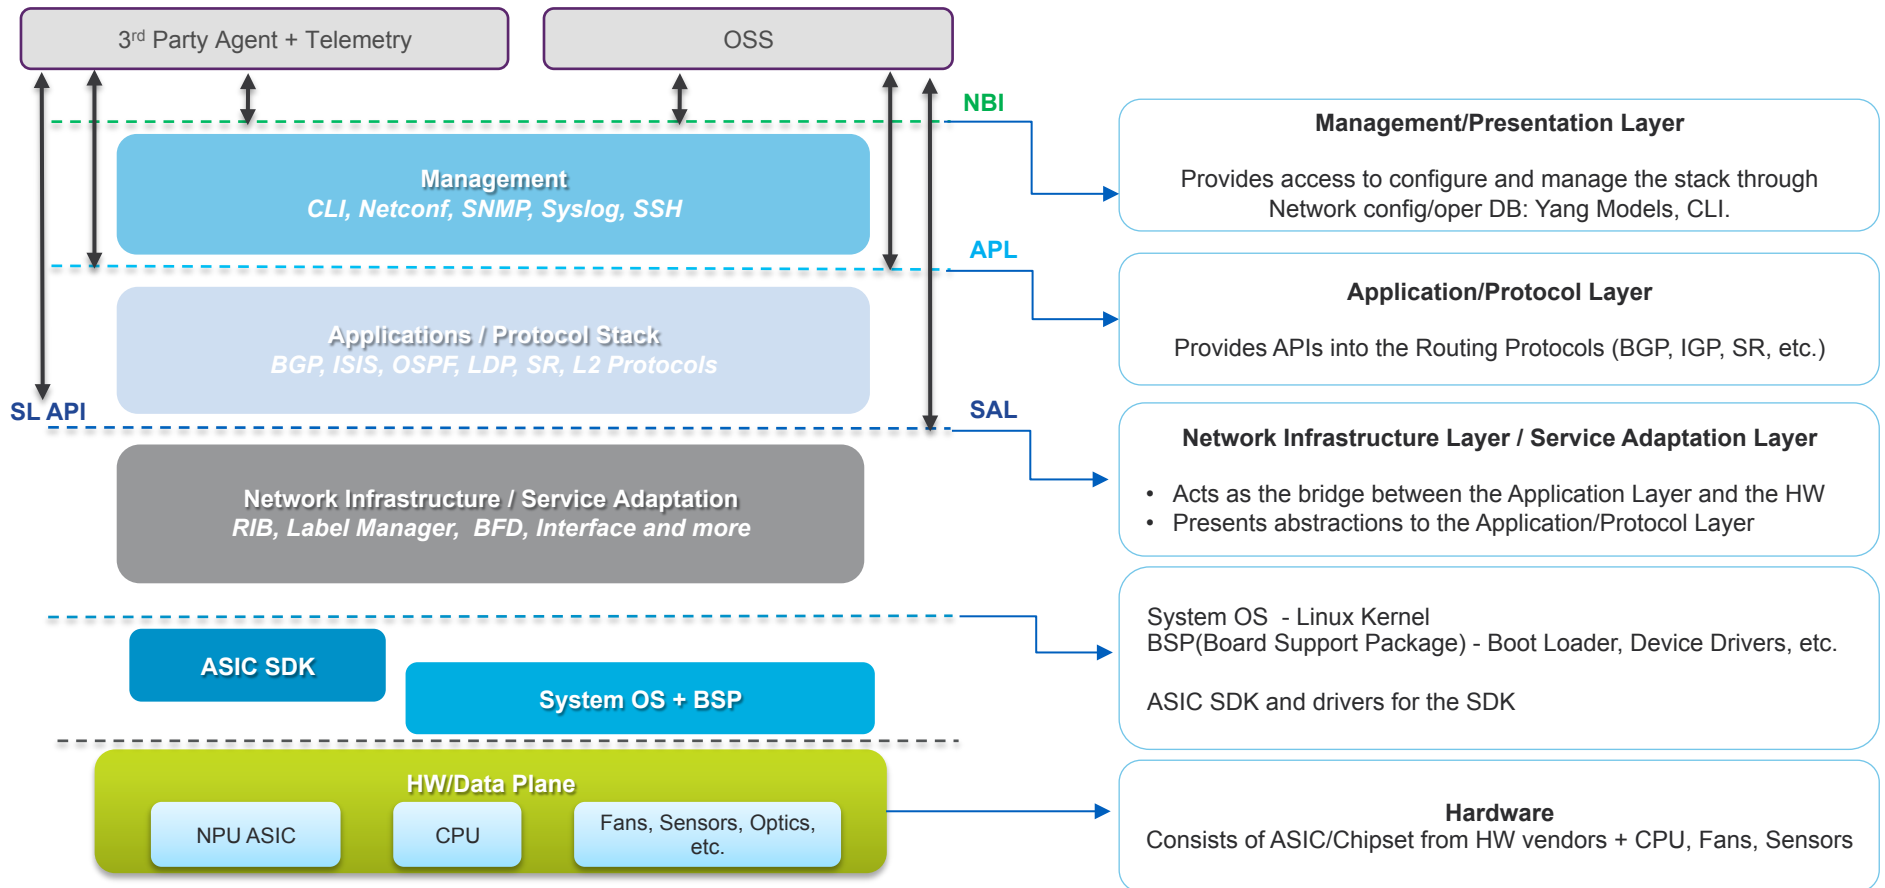 3rd Party Agent + Telemetry
OSS
NBI
Management
CLI, Netconf, SNMP, Syslog, SSH
APL
Applications / Protocol Stack
BGP, ISIS, OSPF, LDP, SR, L2 Protocols
SL API
SAL
Network Infrastructure / Service Adaptation
RIB, Label Manager, BFD, Interface and more
ASIC SDK
System OS + BSP
HW/Data Plane
NPU ASIC
CPU
Fans, Sensors, Optics,
etc.
Management/Presentation Layer
Provides access to configure and manage the stack through
Network config/oper DB: Yang Models, CLI.
Application/Protocol Layer
Provides APIs into the Routing Protocols (BGP, IGP, SR, etc.)
Network Infrastructure Layer / Service Adaptation Layer
• Acts as the bridge between the Application Layer and the HW
• Presents abstractions to the Application/Protocol Layer
System OS - Linux Kernel
BSP(Board Support Package) - Boot Loader, Device Drivers, etc.
ASIC SDK and drivers for the SDK
Hardware
Consists of ASIC/Chipset from HW vendors + CPU, Fans, Sensors